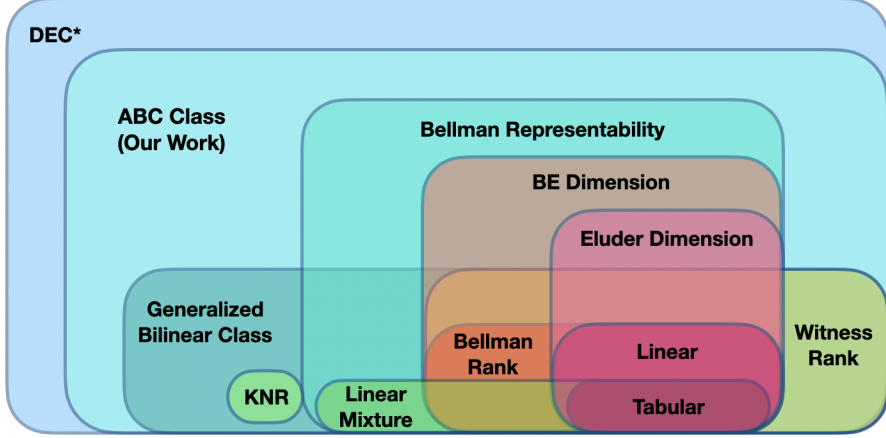 DEC*
ABC Class
(Our Work)
Bellman Representability
BE Dimension
Eluder Dimension
Generalized
Bilinear Class
Witness
Rank
Bellman
Rank
Linear
KNR
Linear
Mixture
Tabular